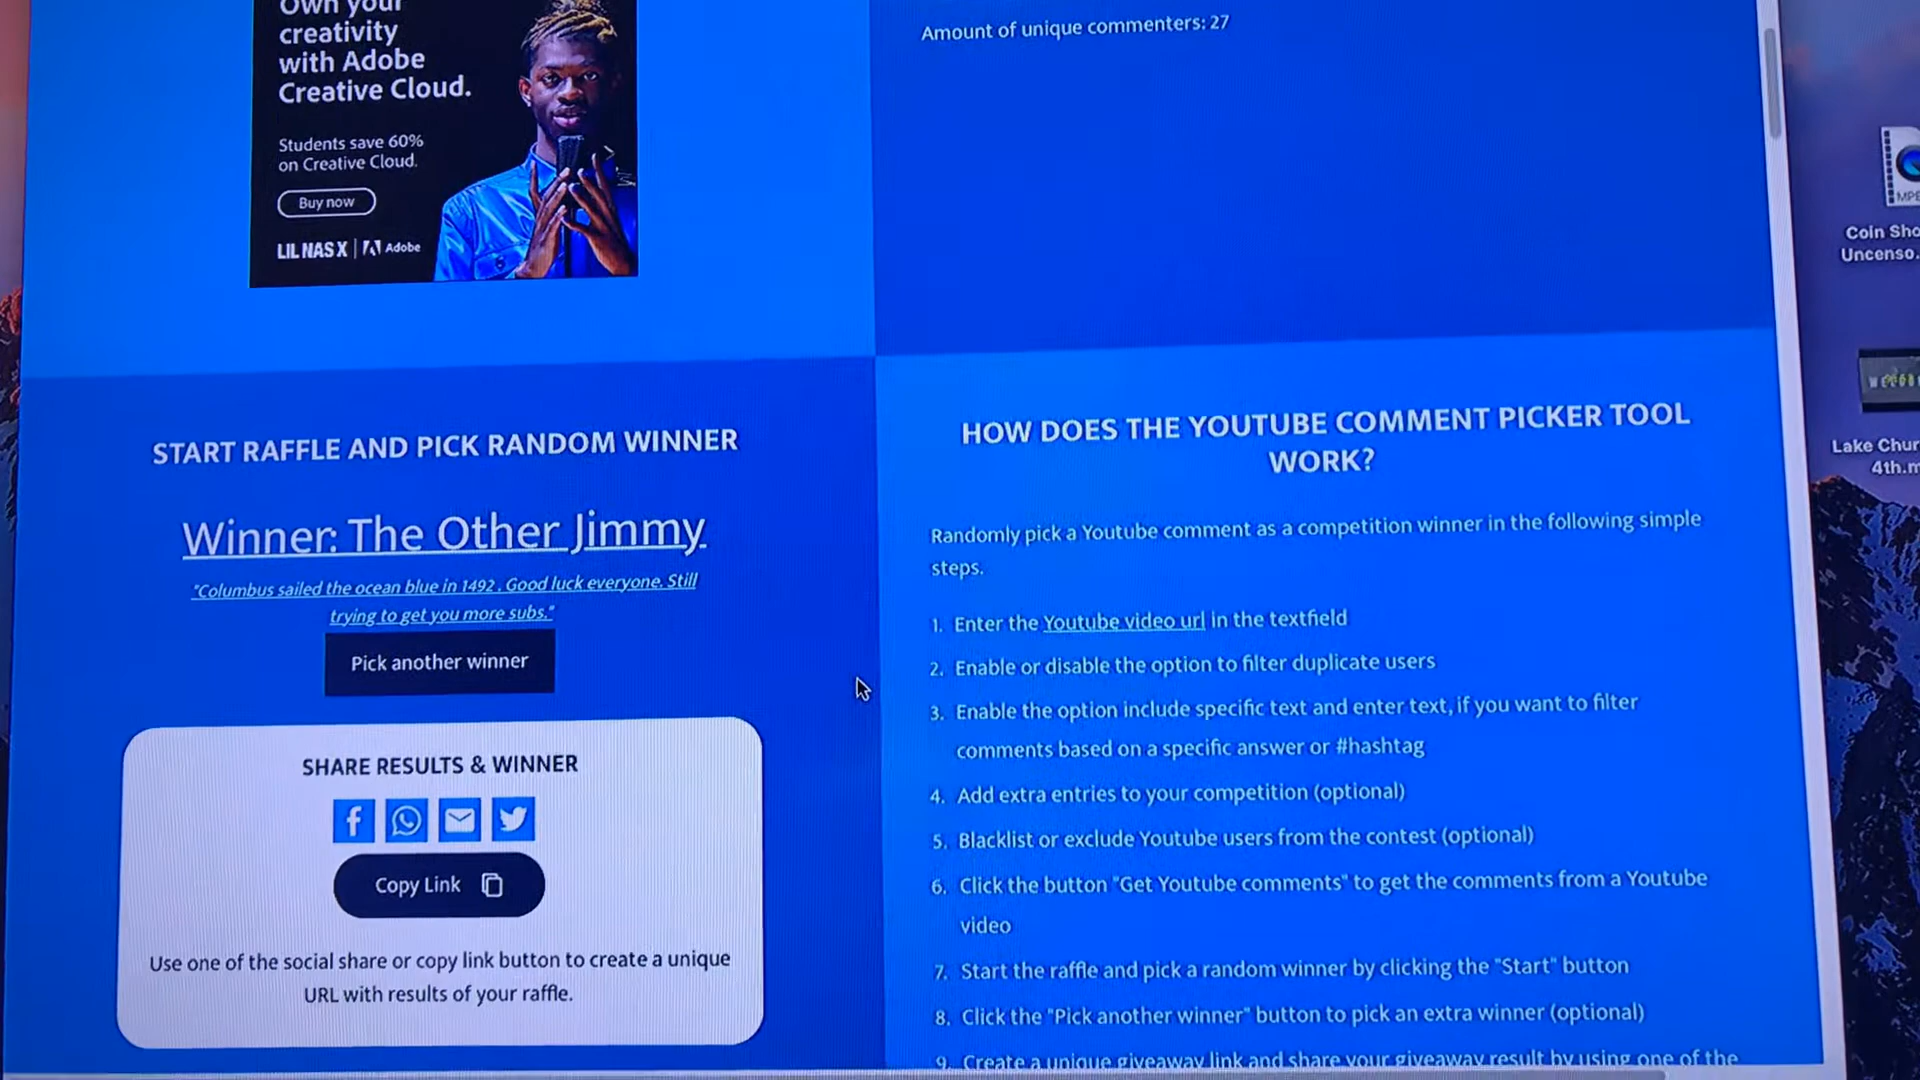 Own your
creativity
with Adobe
Creative Cloud.
Students save 60%
on Creative Cloud.
Buy now
LIL NAS X | Adobe
Amount of unique commenters: 27
START RAFFLE AND PICK RANDOM WINNER
Winner: The Other Jimmy
"Columbus sailed the ocean blue in 1492 . Good luck everyone. Still
trying to get you more subs."
Pick another winner
SHARE RESULTS & WINNER
Copy Link
Use one of the social share or copy link button to create a unique
URL with results of your raffle.
HOW DOES THE YOUTUBE COMMENT PICKER TOOL
WORK?
Randomly pick a Youtube comment as a competition winner in the following simple
steps.
1. Enter the Youtube video url in the textfield
2. Enable or disable the option to filter duplicate users
3. Enable the option include specific text and enter text, if you want to filter
comments based on a specific answer or #hashtag
4. Add extra entries to your competition (optional)
5. Blacklist or exclude Youtube users from the contest (optional)
6. Click the button "Get Youtube comments" to get the comments from a Youtube
video
7. Start the raffle and pick a random winner by clicking the "Start" button
8. Click the "Pick another winner" button to pick an extra winner (optional)
9. Create a unique giveaway link and share your giveaway result by using one of the
Coin Sho
Uncenso.
Lake Chur
4th.m